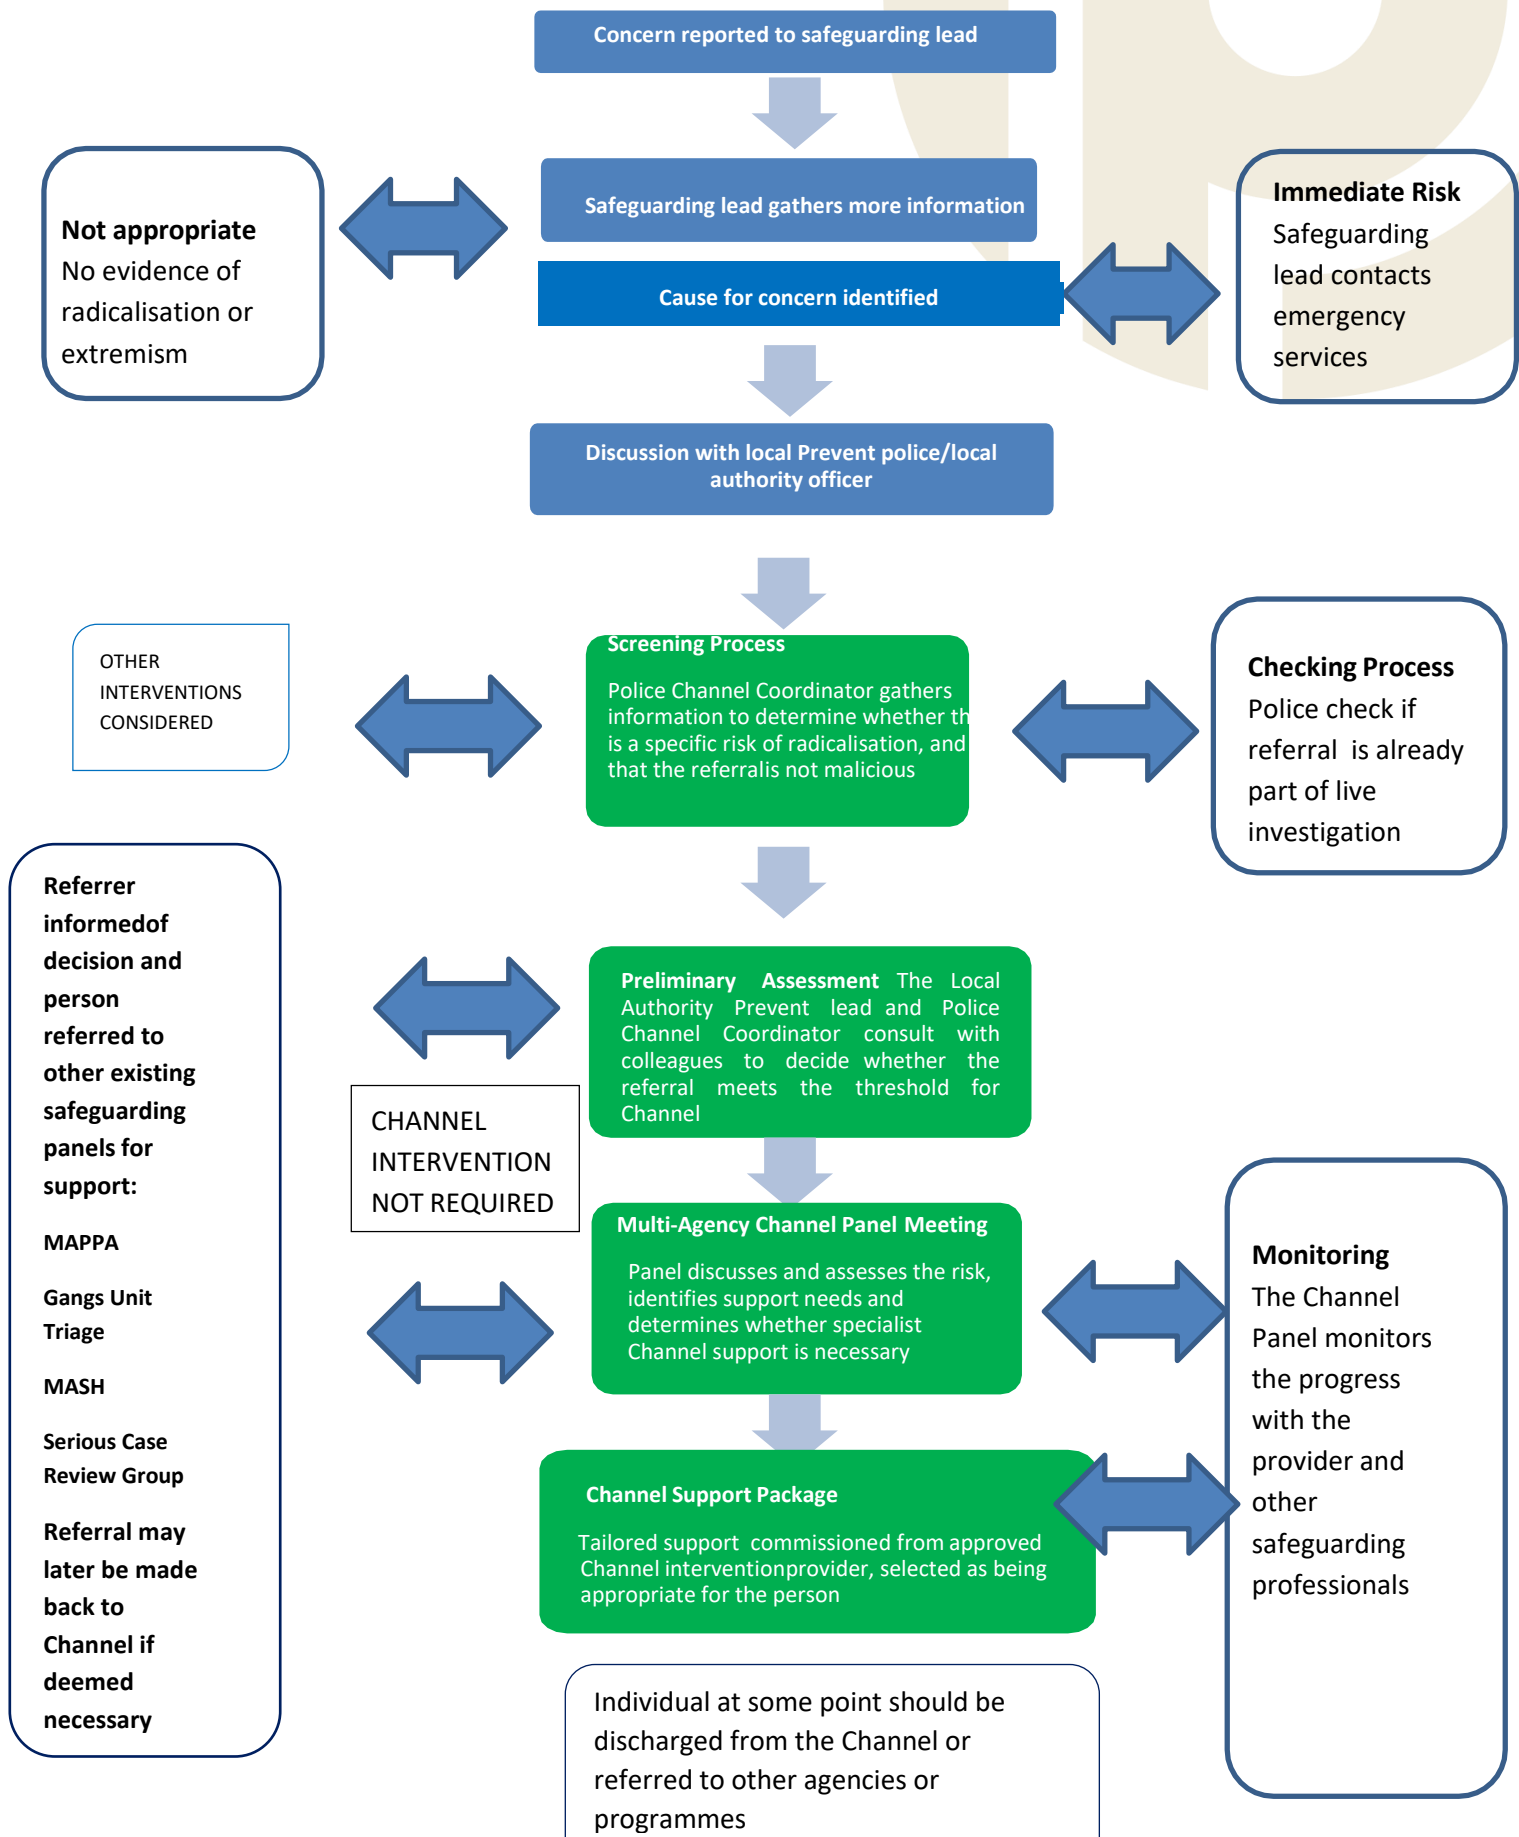 Concern reported to safeguarding lead
Not appropriate
No evidence of
radicalisation or
extremism
Safeguarding lead gathers more information
Cause for concern identified
Immediate Risk
Safeguarding
lead contacts
emergency
services
Discussion with local Prevent police/local
authority officer
OTHER
INTERVENTIONS
CONSIDERED
Screening Process
Police Channel Coordinator gathers
information to determine whether th
is a specific risk of radicalisation, and
that the referralis not malicious
Checking Process
Police check if
referral  is already
part of live
investigation
Referrer
informedof
decision and
person
referred to
other existing
safeguarding
panels for
support:
MAPPA
Gangs Unit
Triage
MASH
Serious Case
Review Group
Referral may
later be made
back to
Channel if
deemed
necessary
Preliminary Assessment The Local
Authority Prevent lead and Police
Channel Coordinator consult with
colleagues to decide whether the
referral meets the threshold for
Channel
CHANNEL
INTERVENTION
NOT REQUIRED
Multi-Agency Channel Panel Meeting
Panel discusses and assesses the risk,
identifies support needs and
determines whether specialist
Channel support is necessary
Monitoring
The Channel
Panel monitors
the progress
with the
provider and
other
safeguarding
professionals
Channel Support Package
Tailored support  commissioned from approved
Channel interventionprovider, selected as being
appropriate for the person
Individual at some point should be
discharged from the Channel or
referred to other agencies or
programmes